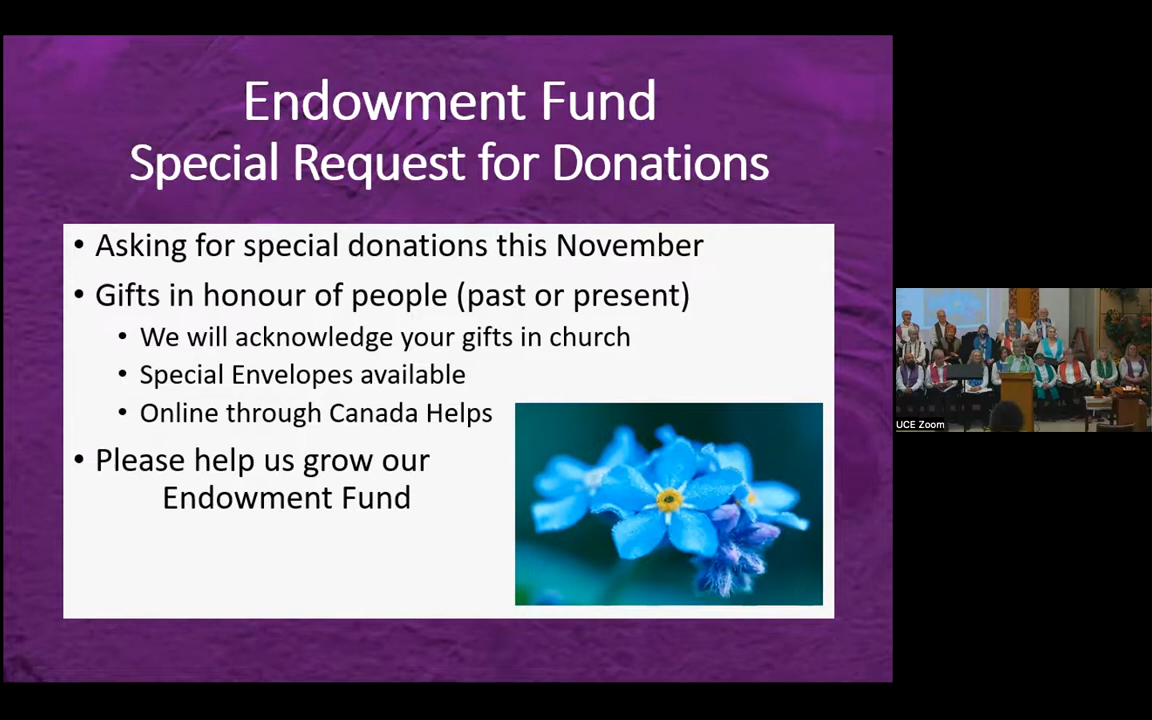 Endowment Fund
Special Request for Donations
• Asking for special donations this November
• Gifts in honour of people (past or present)
• We will acknowledge your gifts in church
• Special Envelopes available
• Online through Canada Helps
• Please help us grow our
Endowment Fund
UCE Zoom